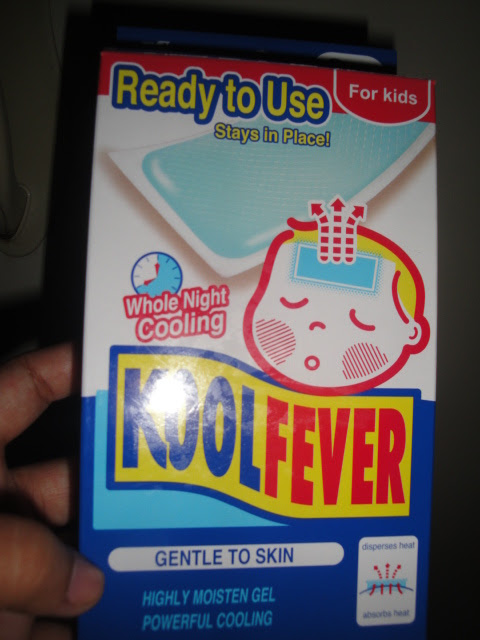 Ready to Use
For kids
Stays in Place!
Whole Night
Cooling
KOOLFEVER
GENTLE TO SKIN
HIGHLY MOISTEN GEL
POWERFUL COOLING
disperses heat
absorbs heat